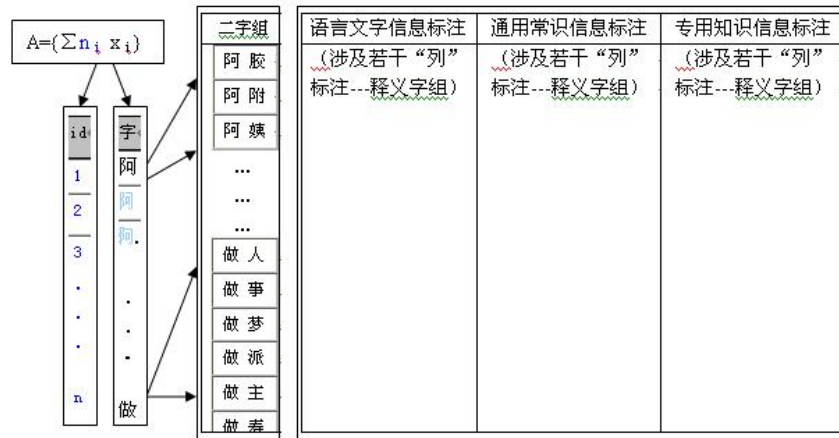 A={∑n i x i}
id
1
2
3
.
.
.
n
字
阿
阿
阿.
.
.
.
做
二字组
阿 胶
阿 附
阿 姨
...
...
...
做 人
做 事
做 梦
做 派
做 主
做 寿
语言文字信息标注
(涉及若干“列”
标注---释义字组)
通用常识信息标注
(涉及若干“列”
标注---释义字组)
专用知识信息标注
(涉及若干“列”
标注---释义字组)